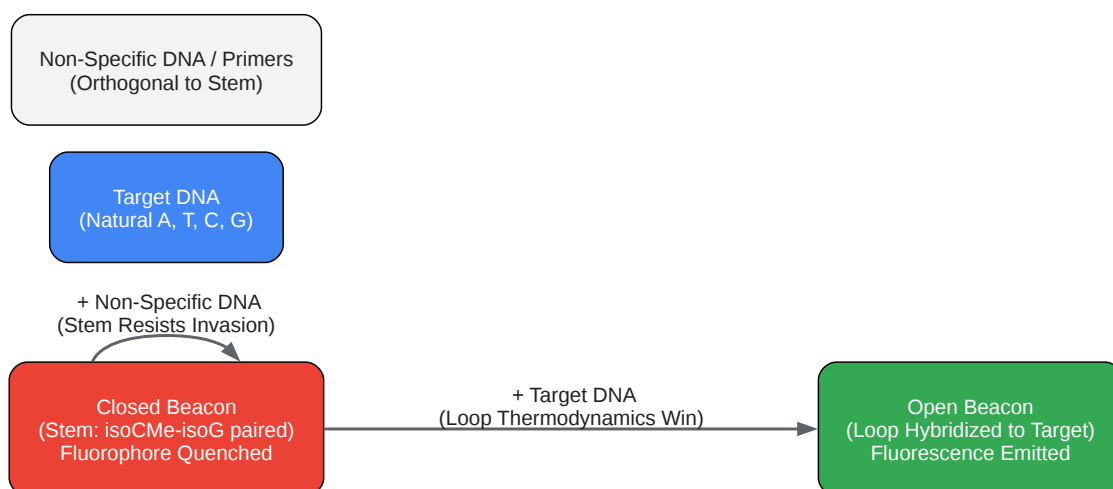 Non-Specific DNA / Primers
(Orthogonal to Stem)
Target DNA
(Natural A, T, C, G)
+ Non-Specific DNA
(Stem Resists Invasion)
Closed Beacon
(Stem: isoCMe-isoG paired)
Fluorophore Quenched
+ Target DNA
(Loop Thermodynamics Win)
Open Beacon
(Loop Hybridized to Target)
Fluorescence Emitted